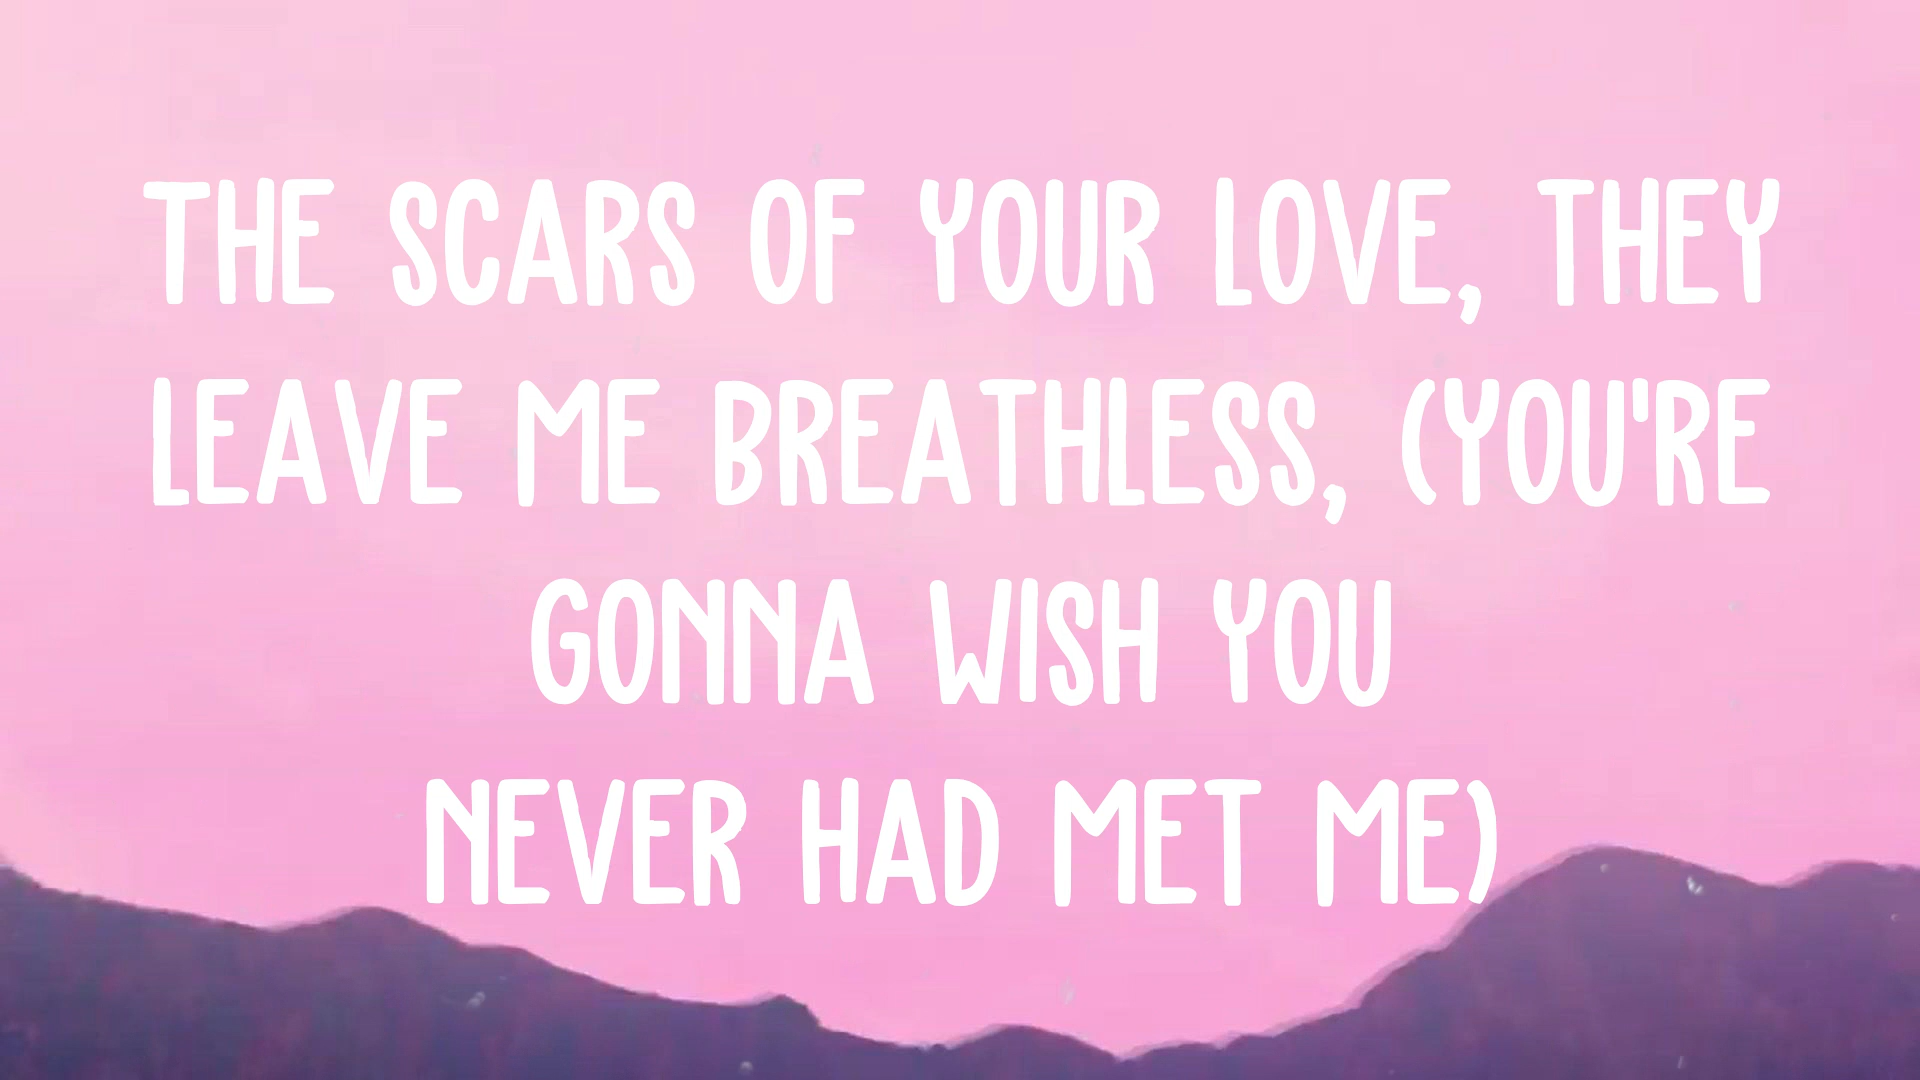 THE SCARS OF YOUR LOVE, THEY
LEAVE ME BREATHLESS, (YOU'RE
GONNA WISH YOU
NEVER HAD MET ME)